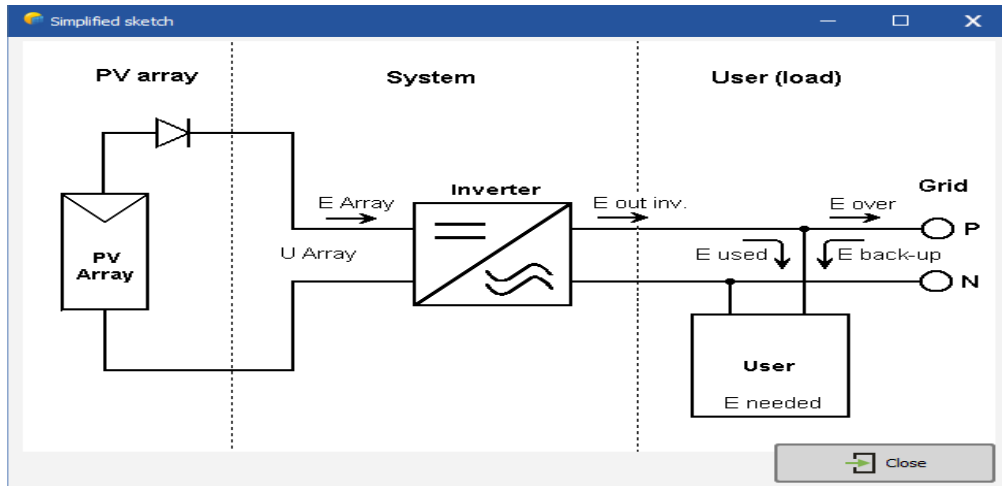 Simplified sketch
PV array
System
User (load)
Inverter
Grid
E Array
E out inv.
E over
P
U Array
E used
E back-up
PV
Array
N
User
E needed
Close